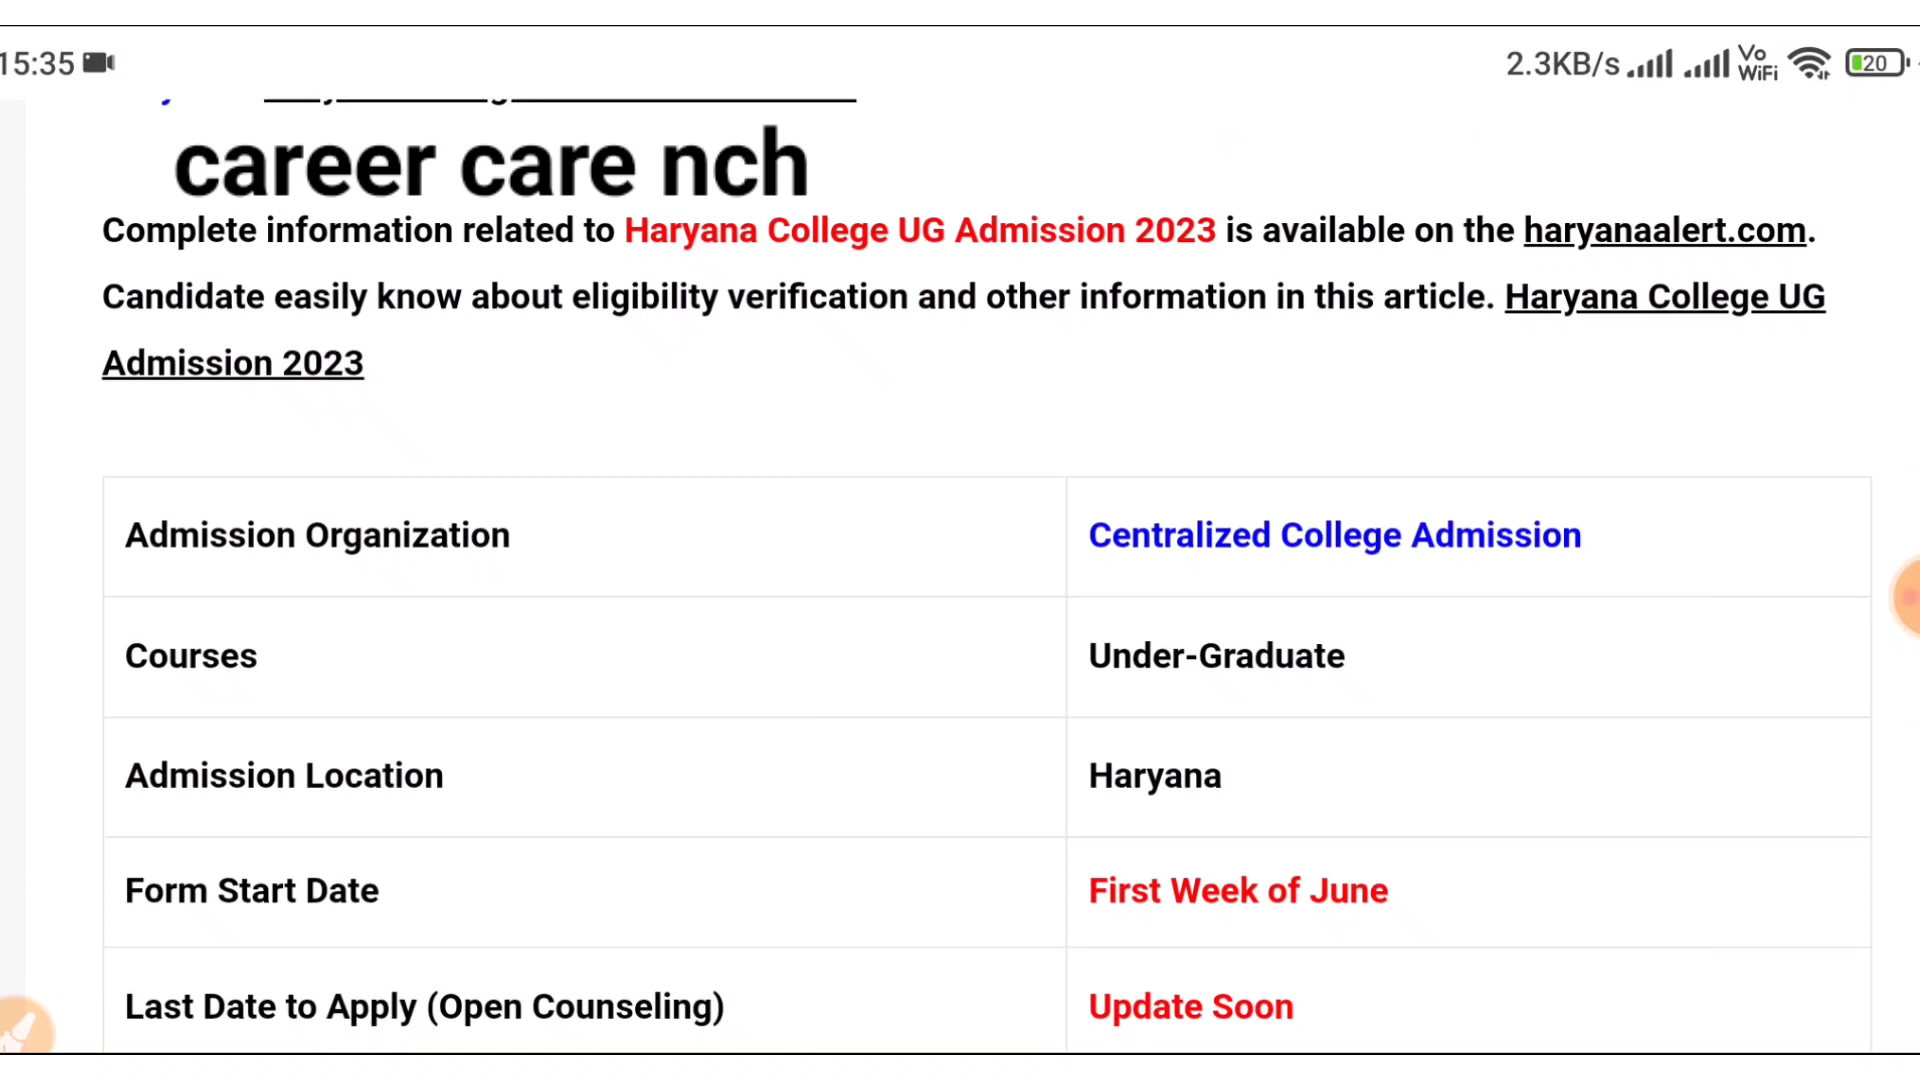 15:35
2.3KB/s Vo WiFi 20
career care nch
Complete information related to Haryana College UG Admission 2023 is available on the haryanaalert.com.
Candidate easily know about eligibility verification and other information in this article. Haryana College UG
Admission 2023
Admission Organization Centralized College Admission
Courses Under-Graduate
Admission Location Haryana
Form Start Date First Week of June
Last Date to Apply (Open Counseling) Update Soon